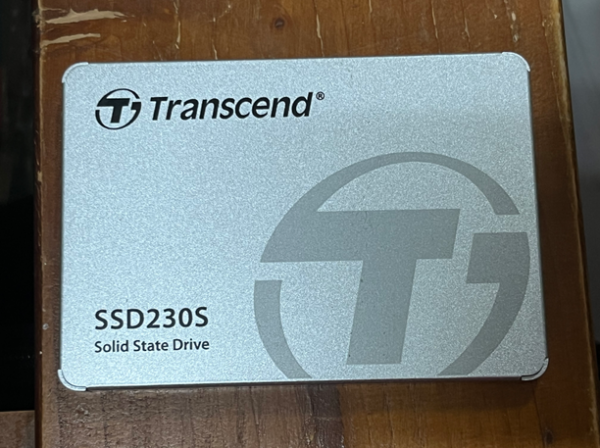 Transcend®
SSD230S
Solid State Drive